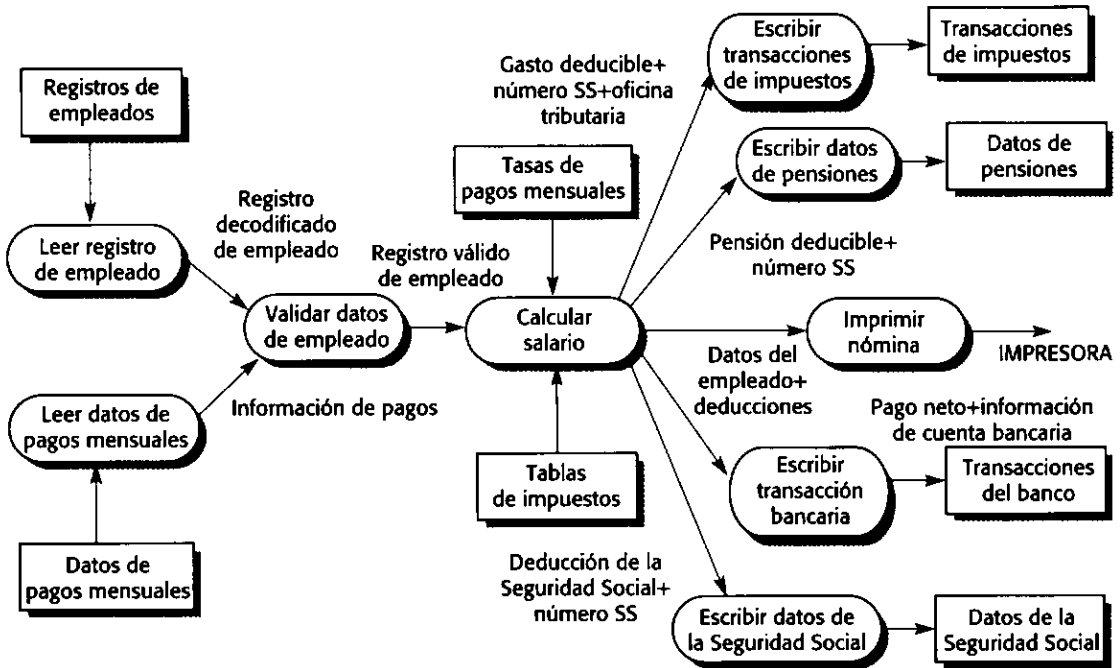 Registros de
empleados
Leer registro
de empleado
Registro
decodificado
de empleado
Leer datos de
pagos mensuales
Datos de
pagos mensuales
Validar datos
de empleado
Información de pagos
Registro válido
de empleado
Tasas de
pagos mensuales
Calcular
salario
Tablas
de impuestos
Gasto deducible+
número SS+oficina
tributaria
Escribir
transacciones
de impuestos
Transacciones
de impuestos
Escribir datos
de pensiones
Datos de
pensiones
Pensión deducible+
número SS
Imprimir
nómina
IMPRESORA
Datos del
empleado+
deducciones
Pago neto+información
de cuenta bancaria
Escribir
transacción
bancaria
Transacciones
del banco
Deducción de la
Seguridad Social+
número SS
Escribir datos de
la Seguridad Social
Datos de la
Seguridad Social